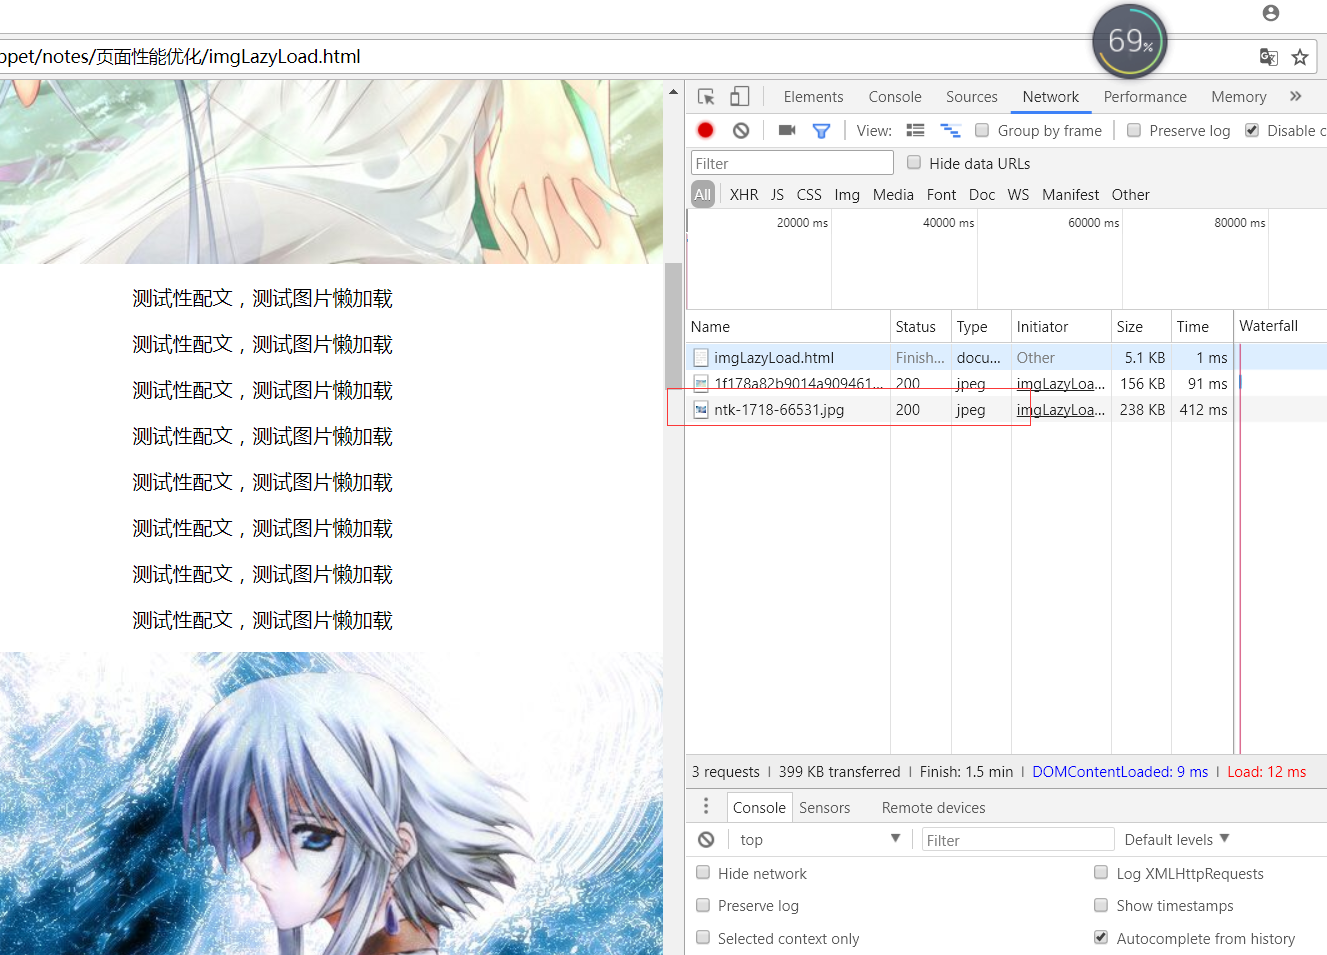 69%
ppet/notes/页面性能优化/imgLazyLoad.html
测试性配文，测试图片懒加载
测试性配文，测试图片懒加载
测试性配文，测试图片懒加载
测试性配文，测试图片懒加载
测试性配文，测试图片懒加载
测试性配文，测试图片懒加载
测试性配文，测试图片懒加载
测试性配文，测试图片懒加载
Elements Console Sources Network Performance Memory »
View: Group by frame Preserve log Disable c
Filter Hide data URLs
All XHR JS CSS Img Media Font Doc WS Manifest Other
20000 ms 40000 ms 60000 ms 80000 ms
Name Status Type Initiator Size Time Waterfall
imgLazyLoad.html Finish... docu... Other 5.1 KB 1 ms
1f178a82b9014a909461... 200 jpeg imgLazyLoa... 156 KB 91 ms
ntk-1718-66531.jpg 200 jpeg imgLazyLoa... 238 KB 412 ms
3 requests | 399 KB transferred | Finish: 1.5 min | DOMContentLoaded: 9 ms | Load: 12 ms
Console Sensors Remote devices
top Filter Default levels
Hide network Log XMLHttpRequests
Preserve log Show timestamps
Selected context only Autocomplete from history